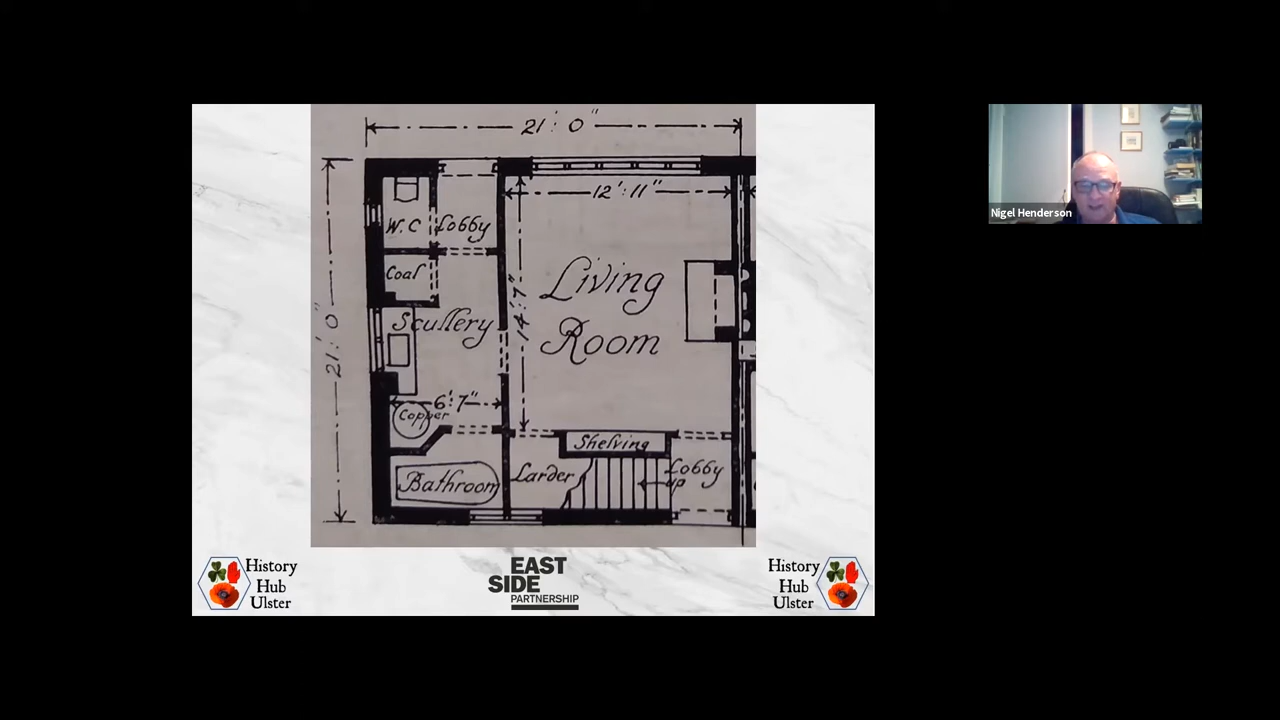 21': 0"
12': 11"
W.C
Lobby
Coal
Living
Room
21': 0"
14': 7"
Scullery
6': 7"
Copper
Shelving
Bathroom
Larder
Lobby
up
Nigel Henderson
History
Hub
Ulster
EAST
SIDE
PARTNERSHIP
History
Hub
Ulster